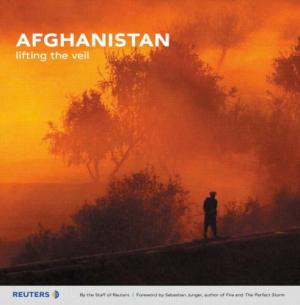 AFGHANISTAN
lifting the veil
REUTERS By the Staff of Reuters | Foreword by Sebastian Junger, author of Fire and The Perfect Storm